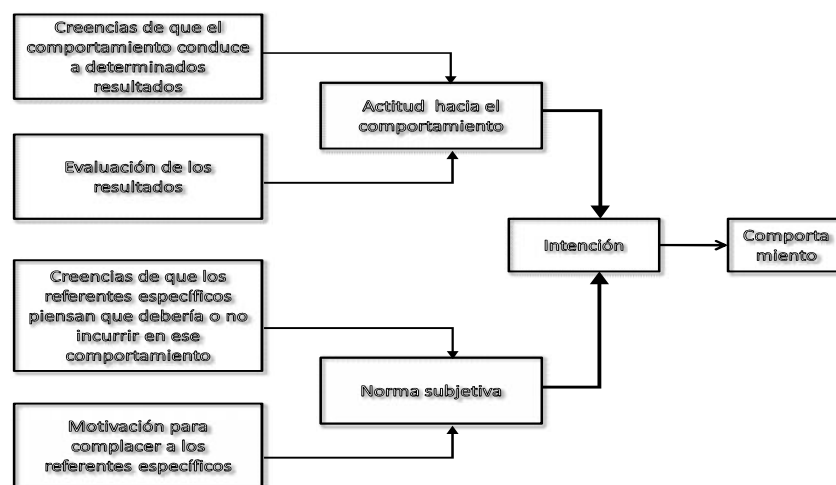 Creencias de que el
comportamiento conduce
a determinados
resultados
Actitud hacia el
comportamiento
Evaluación de los
resultados
Intención
Comporta
miento
Creencias de que los
referentes específicos
piensan que debería o no
incurrir en ese
comportamiento
Norma subjetiva
Motivación para
complacer a los
referentes específicos